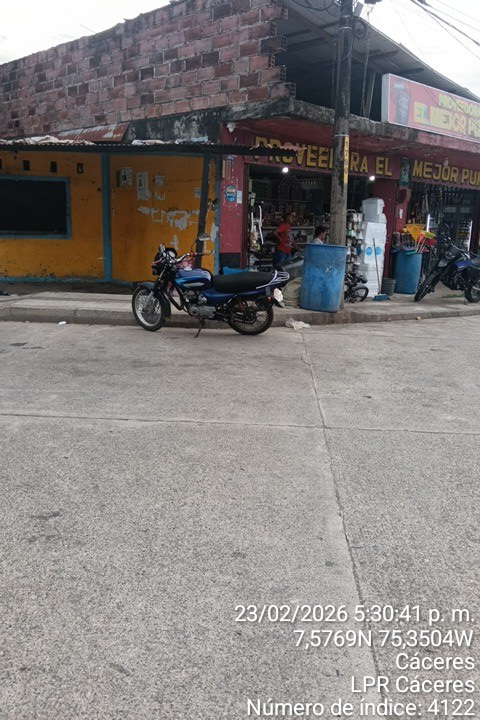 EL MEJOR
PROVEEDORA EL MEJOR
23/02/2026 5:30:41 p. m.
7,5769N 75,3504W
Cáceres
LPR Cáceres
Número de índice: 4122